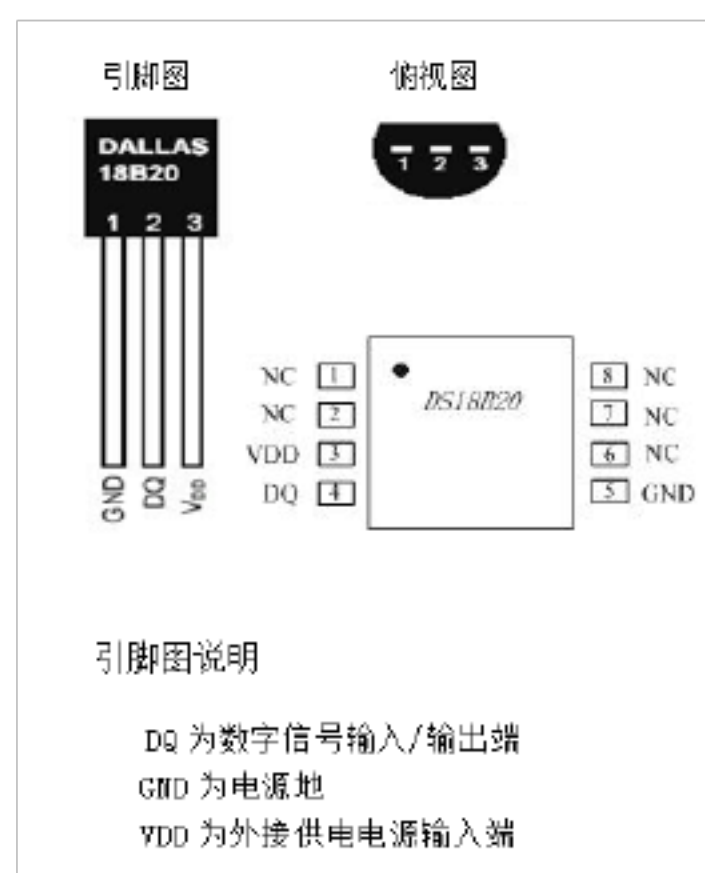 引脚图
俯视图
DALLAS
18B20
1 2 3
1 2 3
GND DQ VDD
NC 1
NC 2
VDD 3
DQ 4
DS18B20
8 NC
7 NC
6 NC
5 GND
引脚图说明
DQ 为数字信号输入/输出端
GND 为电源地
VDD 为外接供电电源输入端